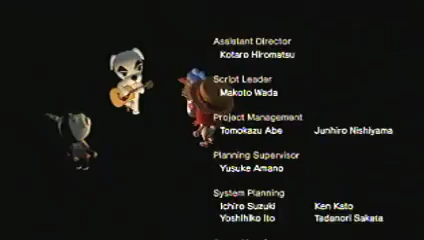 Assistant Director
Kotaro Hiromatsu
Script Leader
Makoto Wada
Project Management
Tomokazu Abe Junhiro Nishiyama
Planning Supervisor
Yusuke Amano
System Planning
Ichiro Suzuki Ken Kato
Yoshihiko Ito Tadanori Sakata